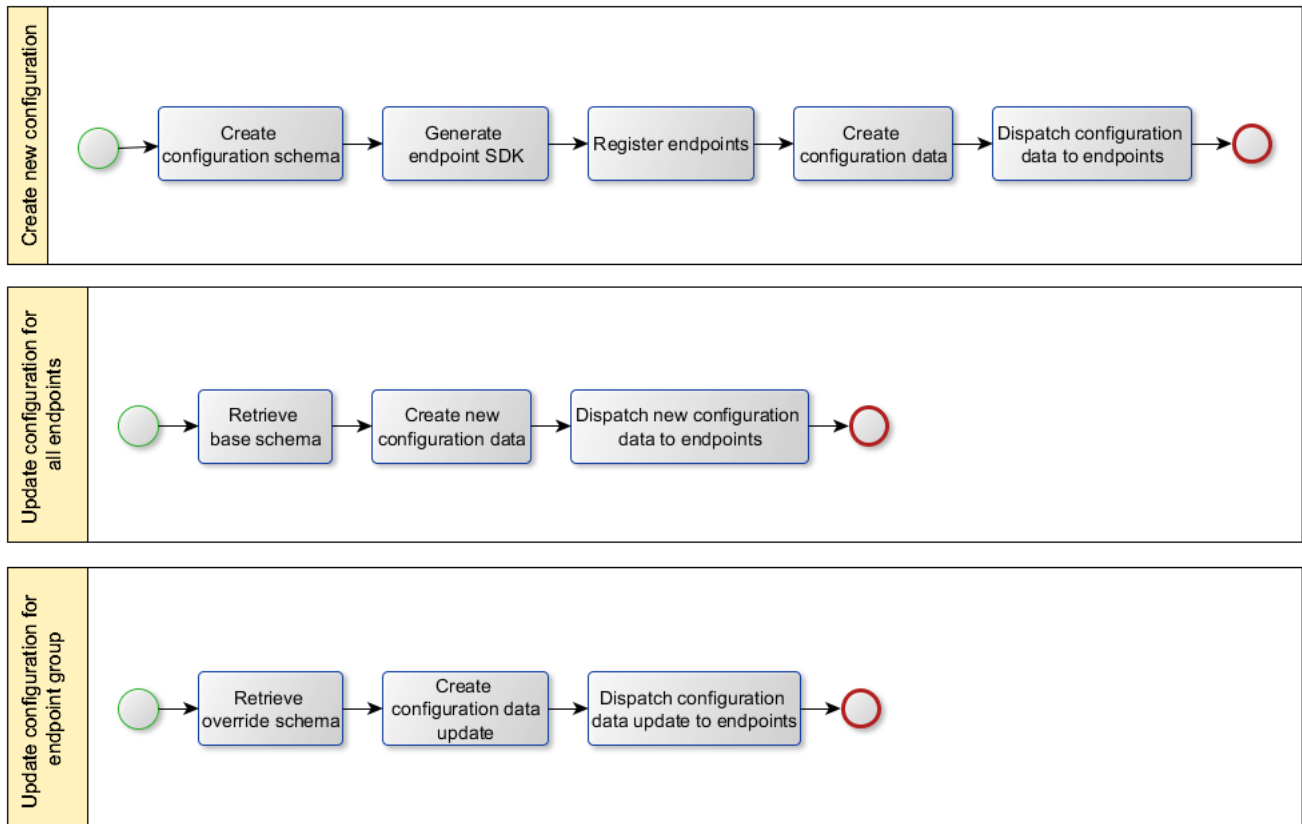 Create new configuration
Create
configuration schema
Generate
endpoint SDK
Register endpoints
Create
configuration data
Dispatch configuration
data to endpoints
Update configuration for
all endpoints
Retrieve
base schema
Create new
configuration data
Dispatch new configuration
data to endpoints
Update configuration for
endpoint group
Retrieve
override schema
Create
configuration data
update
Dispatch configuration
data update to endpoints